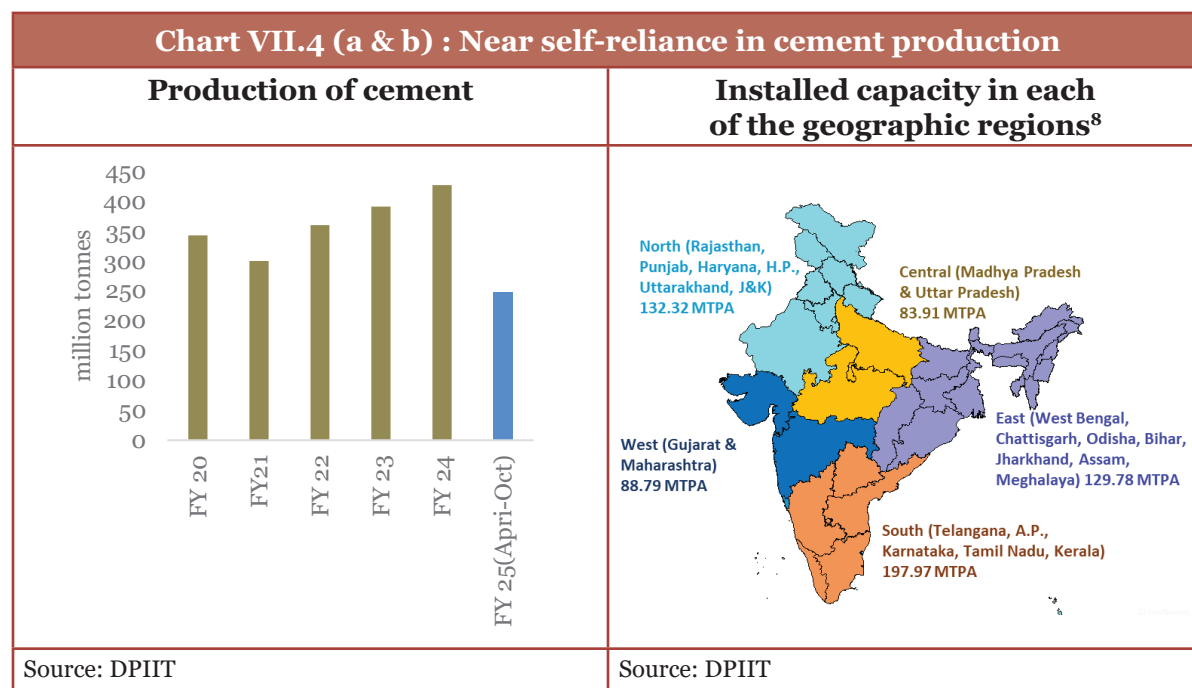 Chart VII.4 (a & b) : Near self-reliance in cement production
Production of cement
million tonnes
450
400
350
300
250
200
150
100
50
0
FY 20
FY21
FY 22
FY 23
FY 24
FY 25(Apri-Oct)
Source: DPIIT
Installed capacity in each
of the geographic regions⁸
North (Rajasthan,
Punjab, Haryana, H.P.,
Uttarakhand, J&K)
132.32 MTPA
Central (Madhya Pradesh
& Uttar Pradesh)
83.91 MTPA
West (Gujarat &
Maharashtra)
88.79 MTPA
East (West Bengal,
Chattisgarh, Odisha, Bihar,
Jharkhand, Assam,
Meghalaya) 129.78 MTPA
South (Telangana, A.P.,
Karnataka, Tamil Nadu, Kerala)
197.97 MTPA
Source: DPIIT